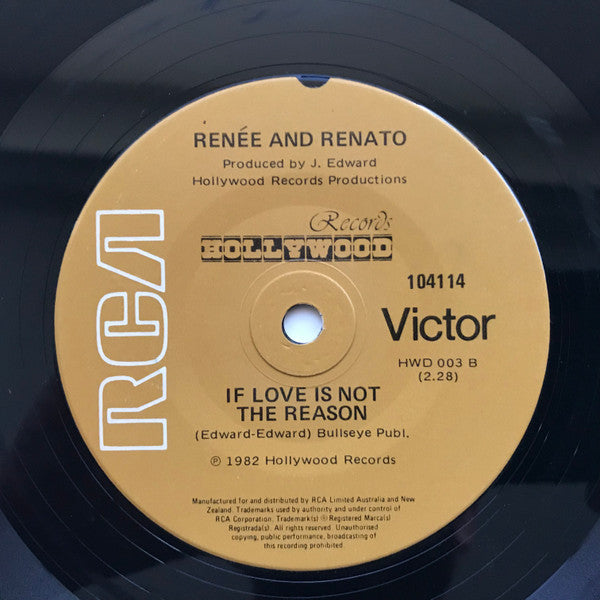 RENÉE AND RENATO
Produced by J. Edward
Hollywood Records Productions
Records
HOLLYWOOD
RCA
104114
Victor
HWD 003 B
(2.28)
IF LOVE IS NOT
THE REASON
(Edward-Edward) Bullseye Publ.
℗ 1982 Hollywood Records
Manufactured for and distributed by RCA Limited Australia and New
Zealand. Trademarks used by authority and under control of
RCA Corporation. Trademark(s) ®Registered Marca(s)
Registrada(s). All rights reserved. Unauthorised
copying, public performance, broadcasting of
this recording prohibited.